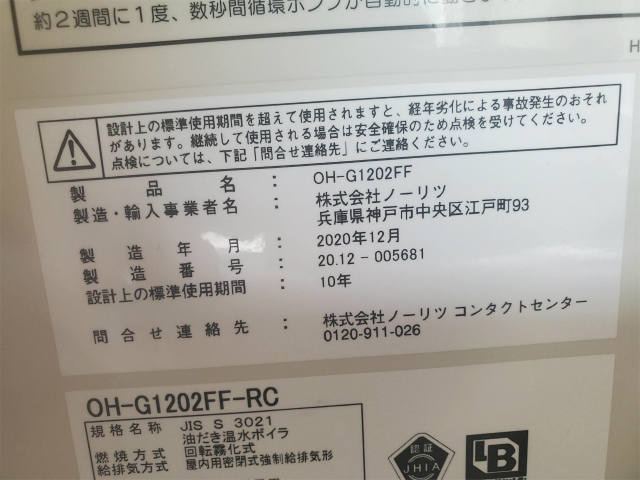 約2週間に1度、数秒間循環ポンプが自動的に動きま
H
設計上の標準使用期間を超えて使用されますと、経年劣化による事故発生のおそれ
があります。継続して使用される場合は安全確保のため点検を受けてください。
点検については、下記「問合せ連絡先」にご連絡ください。
製品名: OH-G1202FF
製造・輸入事業者名: 株式会社ノーリツ
兵庫県神戸市中央区江戸町93
製造年月: 2020年12月
製造番号: 20.12-005681
設計上の標準使用期間: 10年
問合せ連絡先: 株式会社ノーリツ コンタクトセンター
0120-911-026
OH-G1202FF-RC
規格名称 JIS S 3021
油だき温水ボイラ
燃焼方式 回転霧化式
給排気方式 屋内用密閉式強制給排気形
認証
JHIA
LB